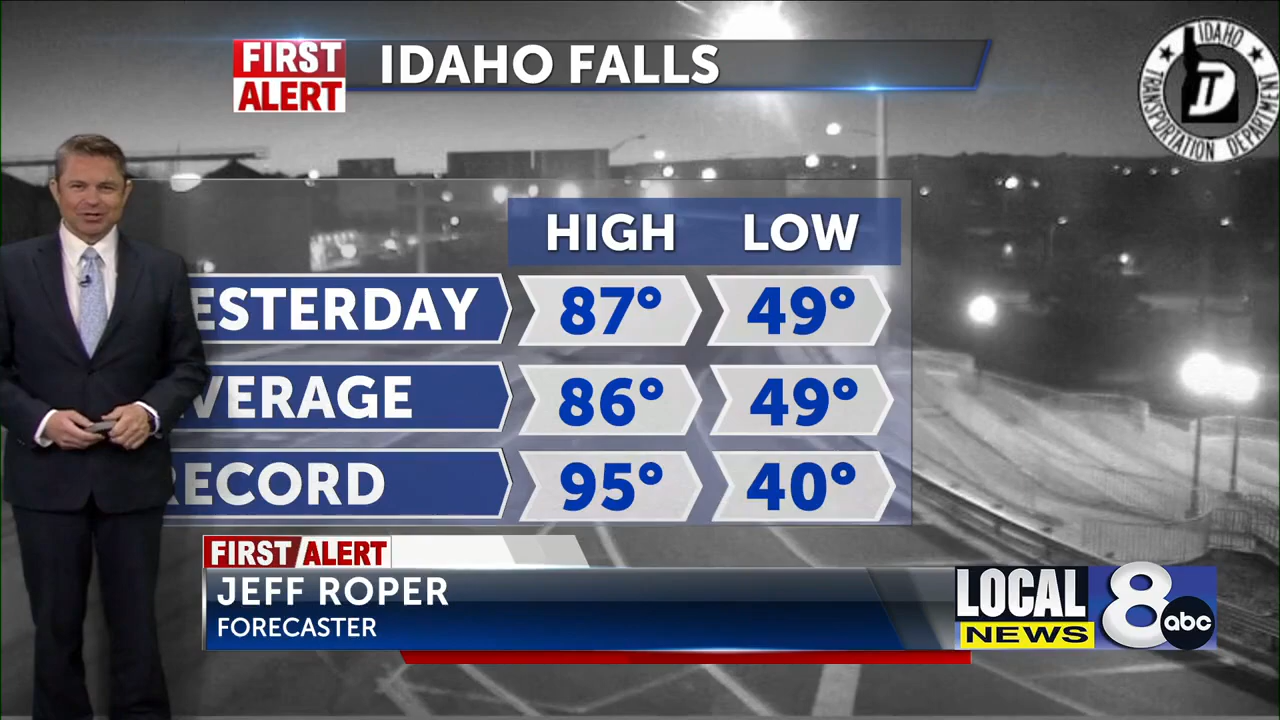 FIRST
ALERT
IDAHO FALLS
IDAHO
TRANSPORTATION DEPARTMENT
HIGH LOW
ESTERDAY 87° 49°
VERAGE 86° 49°
RECORD 95° 40°
FIRST/ALERT
JEFF ROPER
FORECASTER
LOCAL
NEWS
8
abc